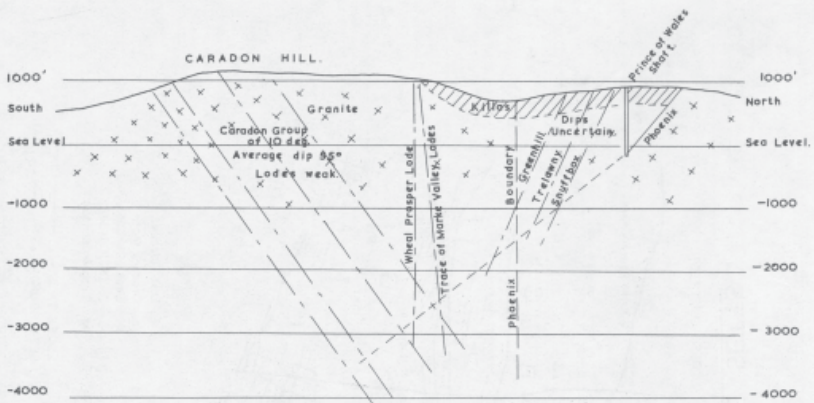 CARADON HILL.
Prince of Wales
Shaft.
1000'
1000'
South
Granite
Killas
North
Caradon Group
of 10 deg.
Average dip 55°
Lodes weak.
Dips
Uncertain.
Phoenix
Sea Level
Sea Level.
Wheal Prosper Lode
Trace of Marke Valley Lodes
Boundary
Phoenix
Greenhill
Trelawny
Snuffbox
-1000
-1000
-2000
-2000
-3000
-3000
-4000
-4000